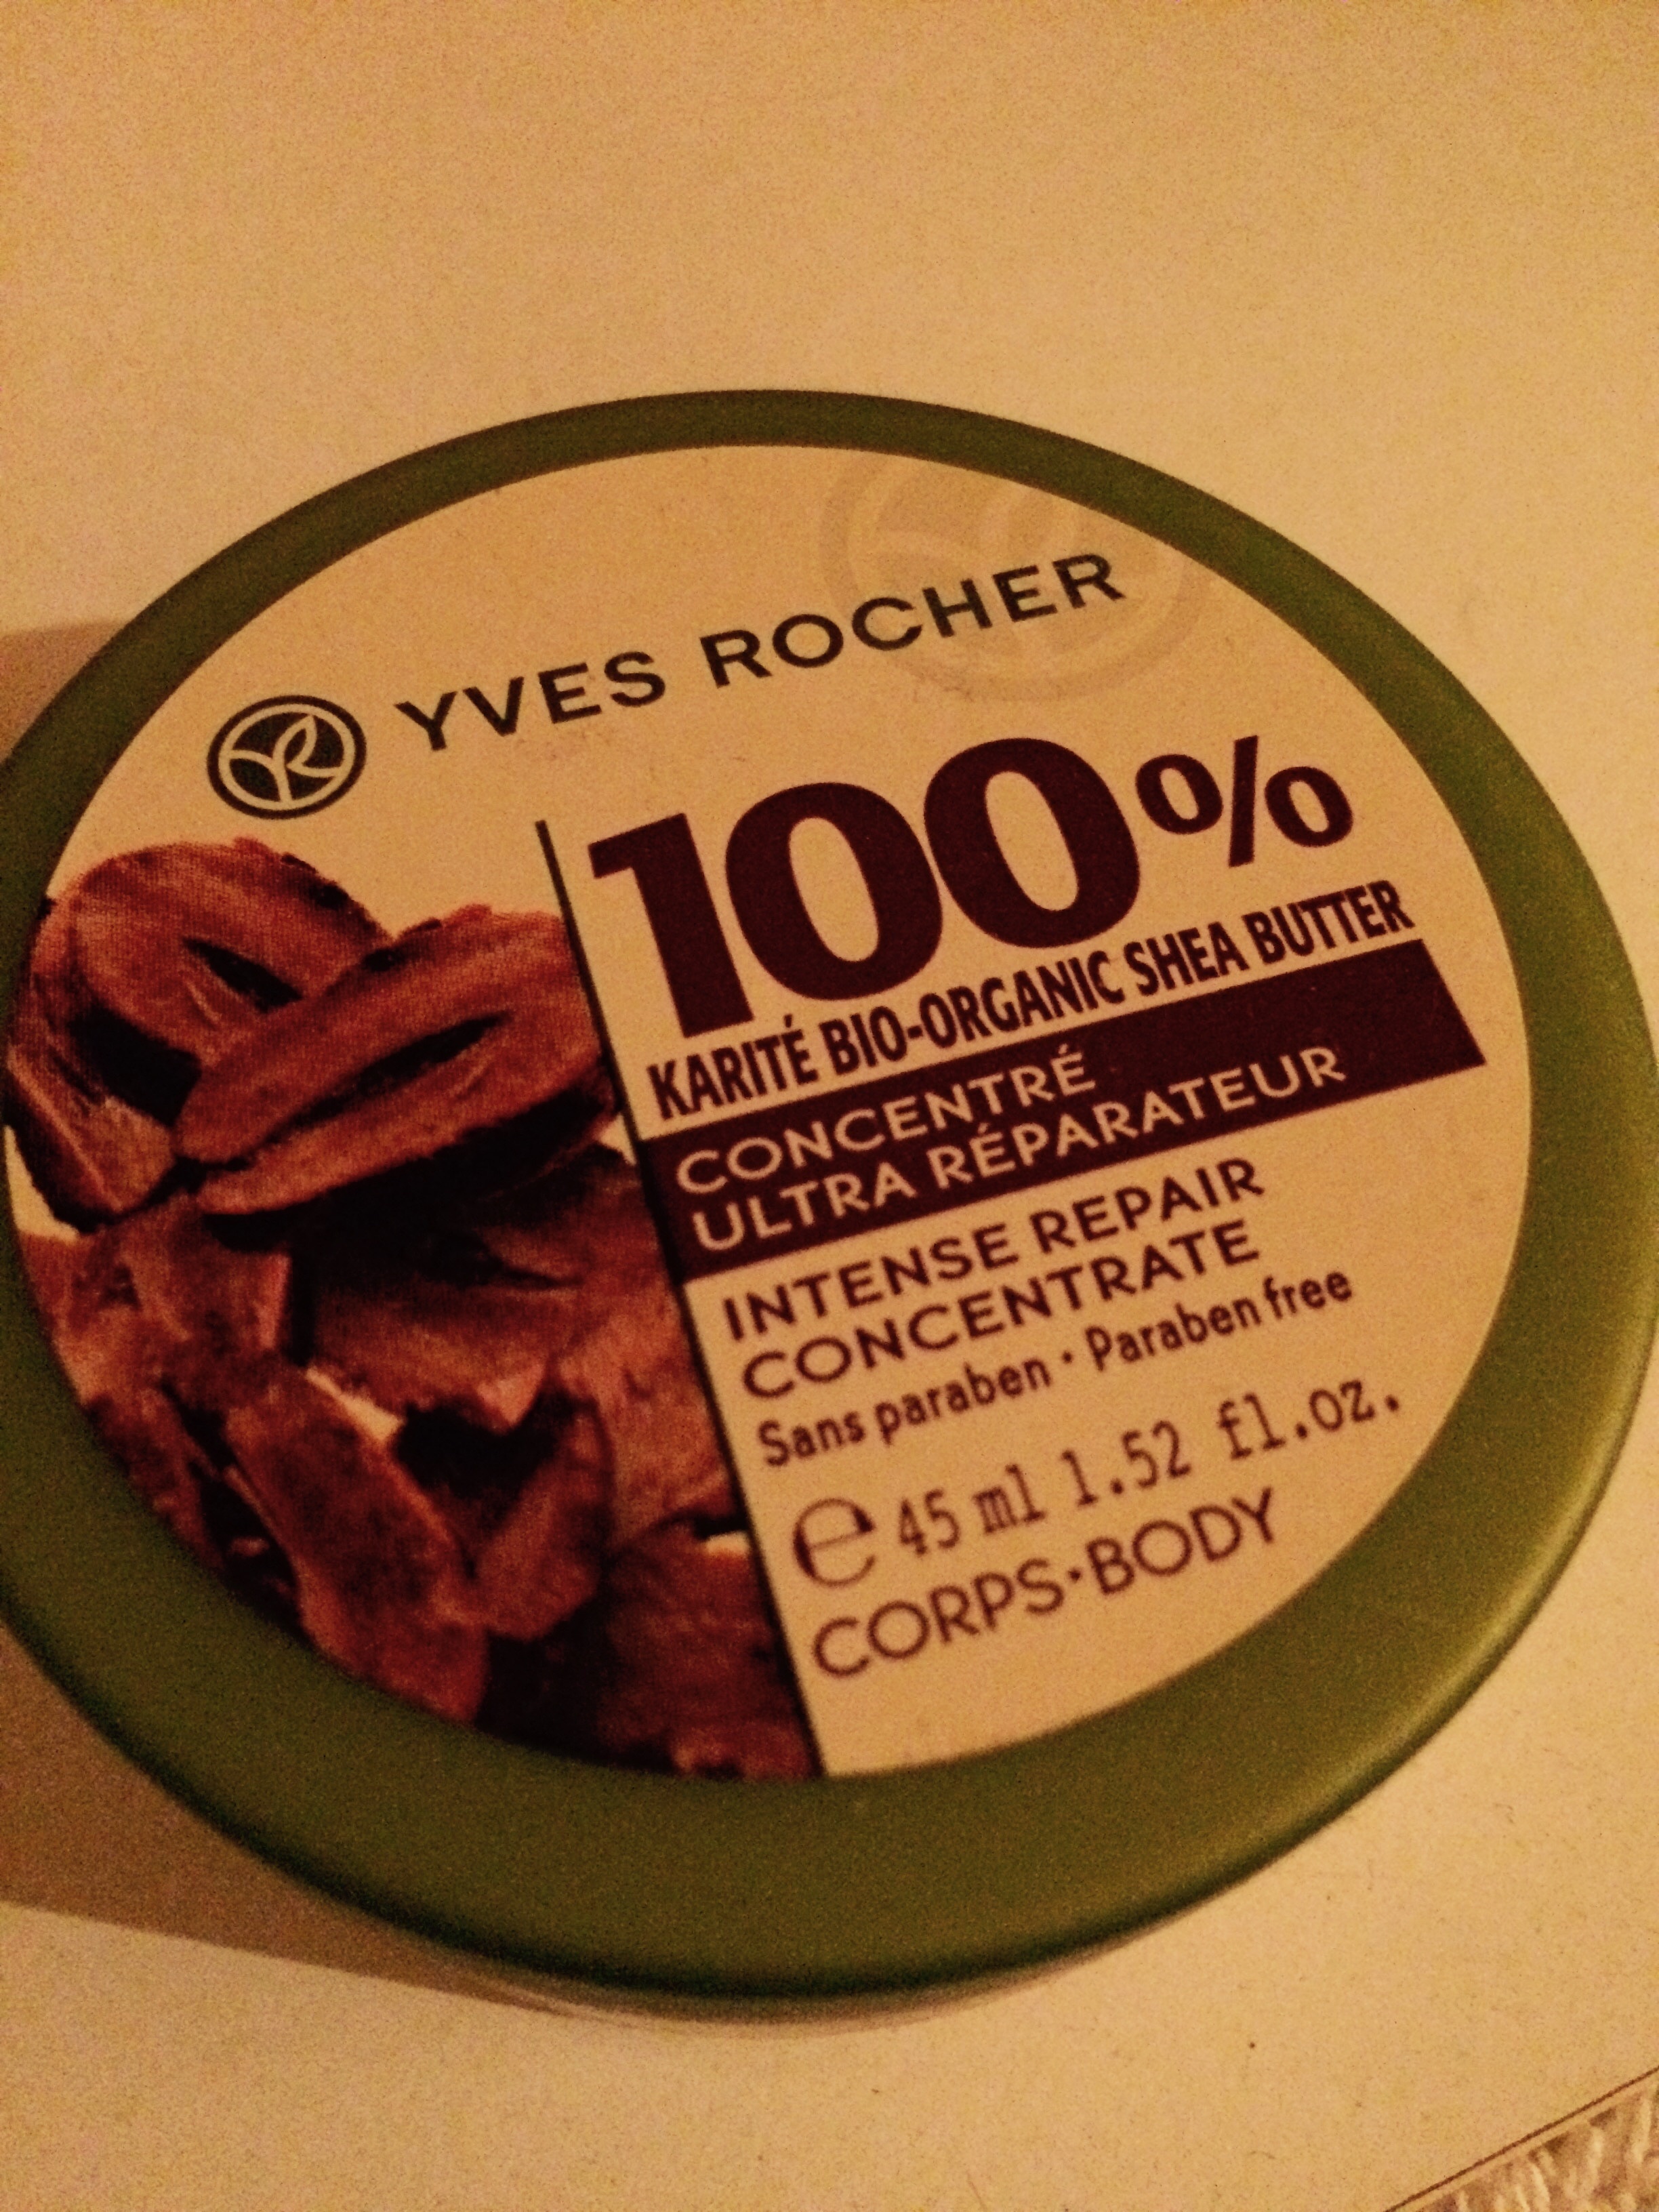 YVES ROCHER
100%
KARITÉ BIO-ORGANIC SHEA BUTTER
CONCENTRÉ
ULTRA RÉPARATEUR
INTENSE REPAIR
CONCENTRATE
Sans paraben · Paraben free
℮ 45 ml 1.52 fl.oz.
CORPS·BODY